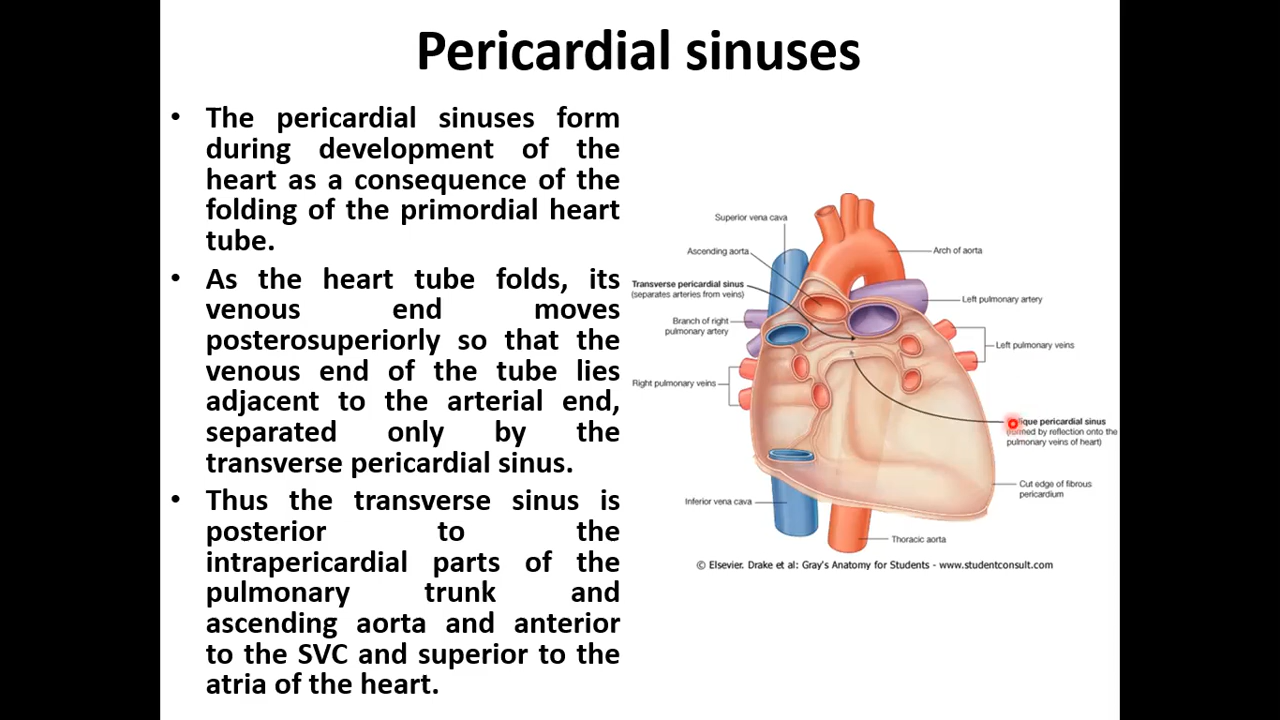 Pericardial sinuses
• The pericardial sinuses form
during development of the
heart as a consequence of the
folding of the primordial heart
tube.
• As the heart tube folds, its
venous end moves
posterosuperiorly so that the
venous end of the tube lies
adjacent to the arterial end,
separated only by the
transverse pericardial sinus.
• Thus the transverse sinus is
posterior to the
intrapericardial parts of the
pulmonary trunk and
ascending aorta and anterior
to the SVC and superior to the
atria of the heart.
Superior vena cava
Ascending aorta
Transverse pericardial sinus
(separates arteries from veins)
Branch of right
pulmonary artery
Right pulmonary veins
Inferior vena cava
Arch of aorta
Left pulmonary artery
Left pulmonary veins
pericardial sinus
by reflection onto the
pulmonary veins of heart)
Cut edge of fibrous
pericardium
Thoracic aorta
© Elsevier. Drake et al: Gray's Anatomy for Students - www.studentconsult.com